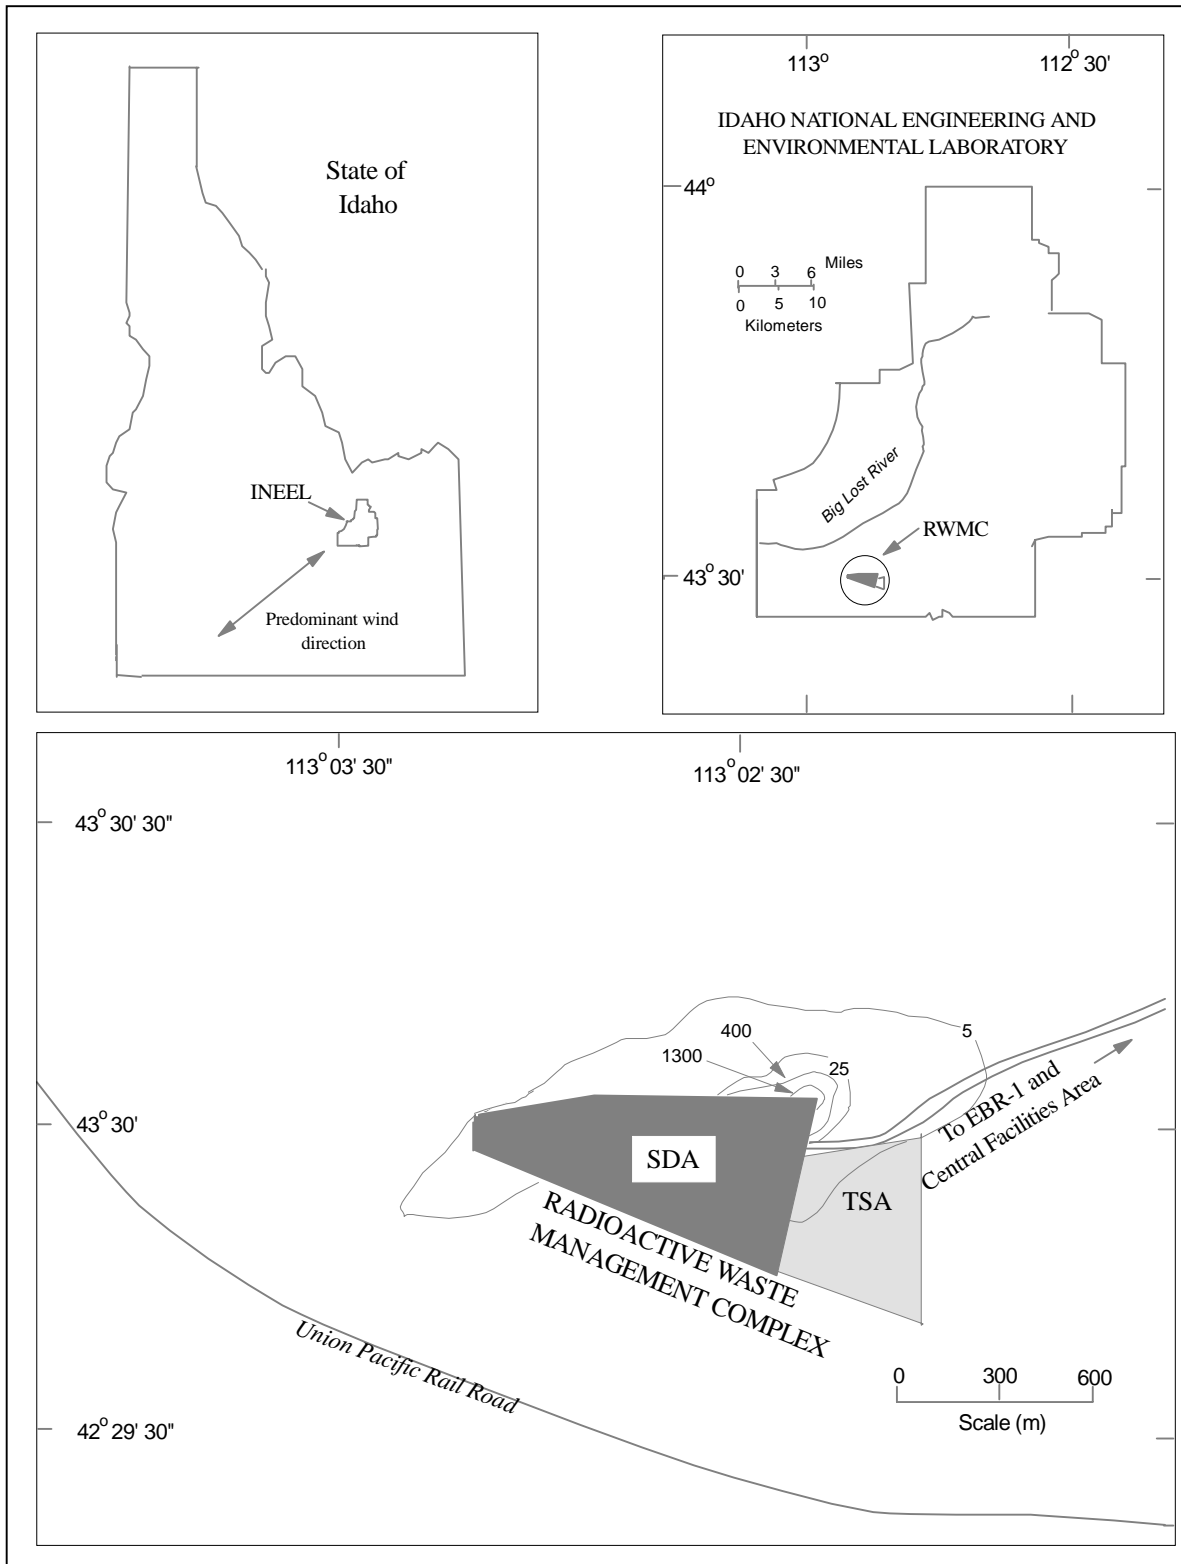 State of
Idaho
INEEL
Predominant wind
direction
113° 112° 30'
IDAHO NATIONAL ENGINEERING AND
ENVIRONMENTAL LABORATORY
44°
0 3 6 Miles
0 5 10
Kilometers
Big Lost River
RWMC
43° 30'
113° 03' 30" 113° 02' 30"
43° 30' 30"
5
400
1300
25
43° 30'
To EBR-1 and
Central Facilities Area
SDA
TSA
RADIOACTIVE WASTE
MANAGEMENT COMPLEX
Union Pacific Rail Road
0 300 600
Scale (m)
42° 29' 30"